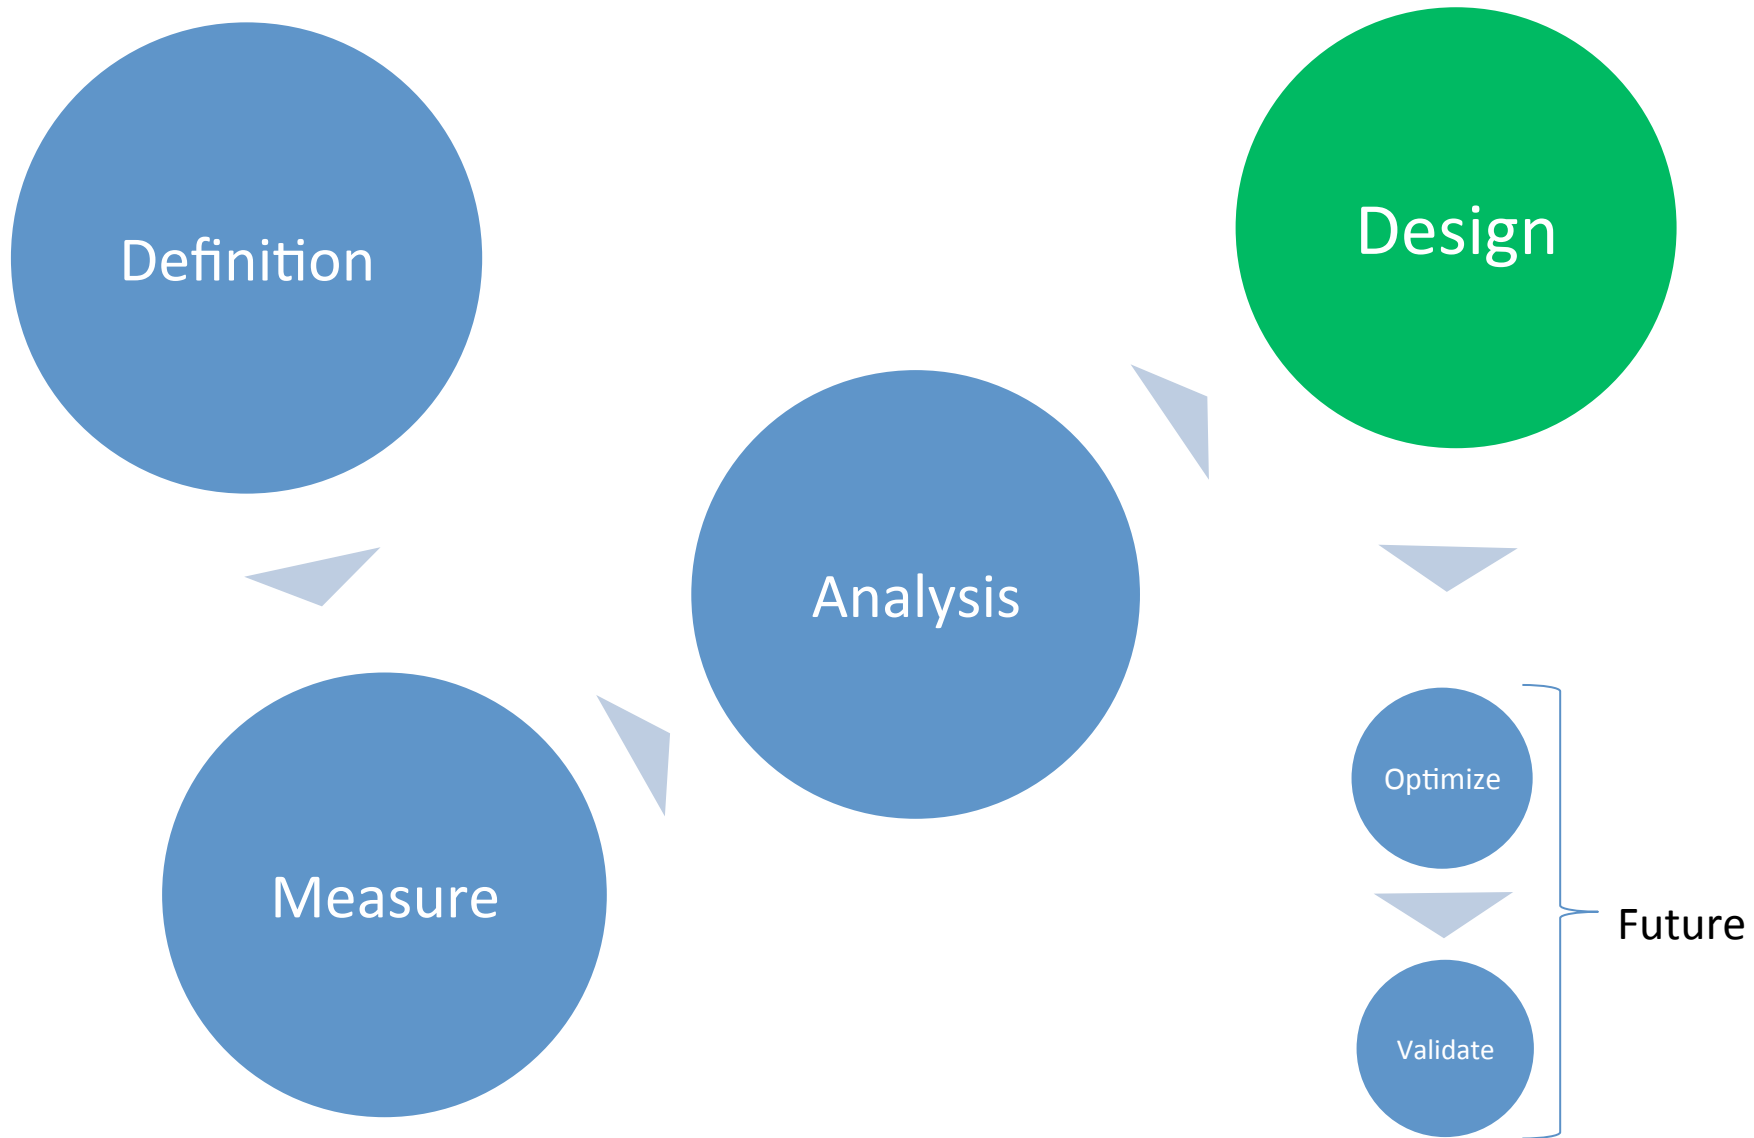 Definition
Measure
Analysis
Design
Optimize
Validate
Future